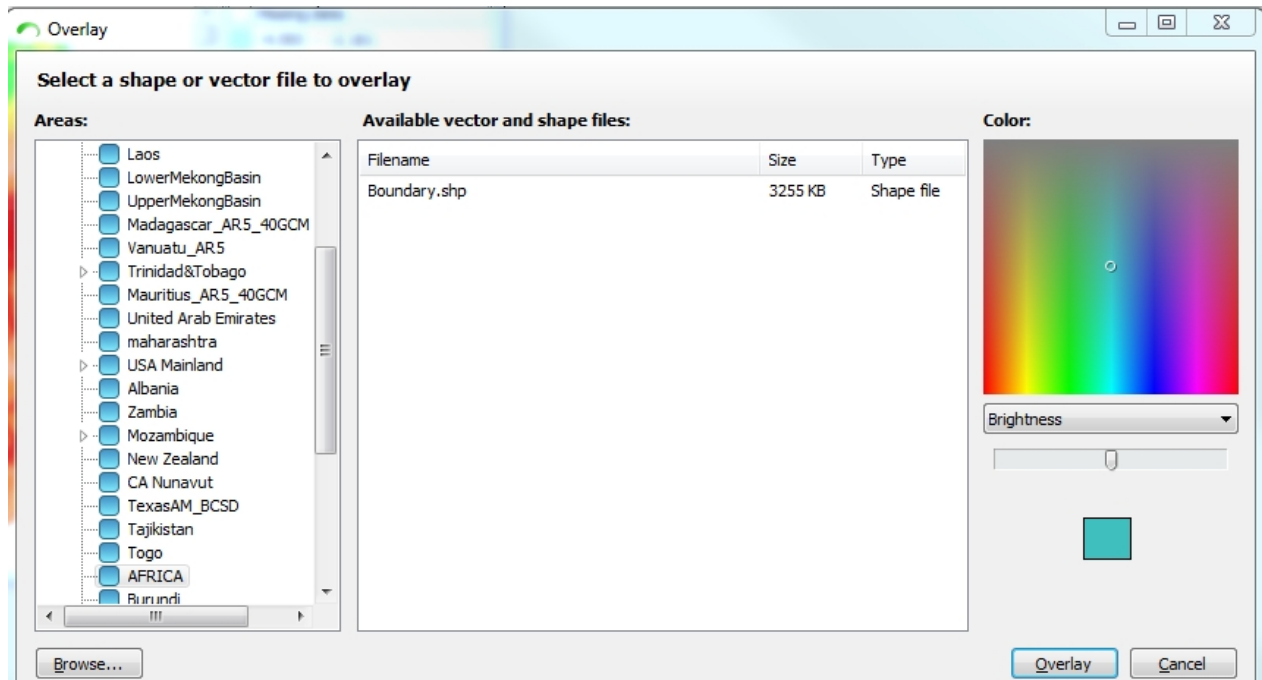 Overlay
Select a shape or vector file to overlay
Areas:
Laos
LowerMekongBasin
UpperMekongBasin
Madagascar_AR5_40GCM
Vanuatu_AR5
Trinidad&Tobago
Mauritius_AR5_40GCM
United Arab Emirates
maharashtra
USA Mainland
Albania
Zambia
Mozambique
New Zealand
CA Nunavut
TexasAM_BCSD
Tajikistan
Togo
AFRICA
Burundi
Browse...
Available vector and shape files:
Filename Size Type
Boundary.shp 3255 KB Shape file
Color:
Brightness
Overlay Cancel